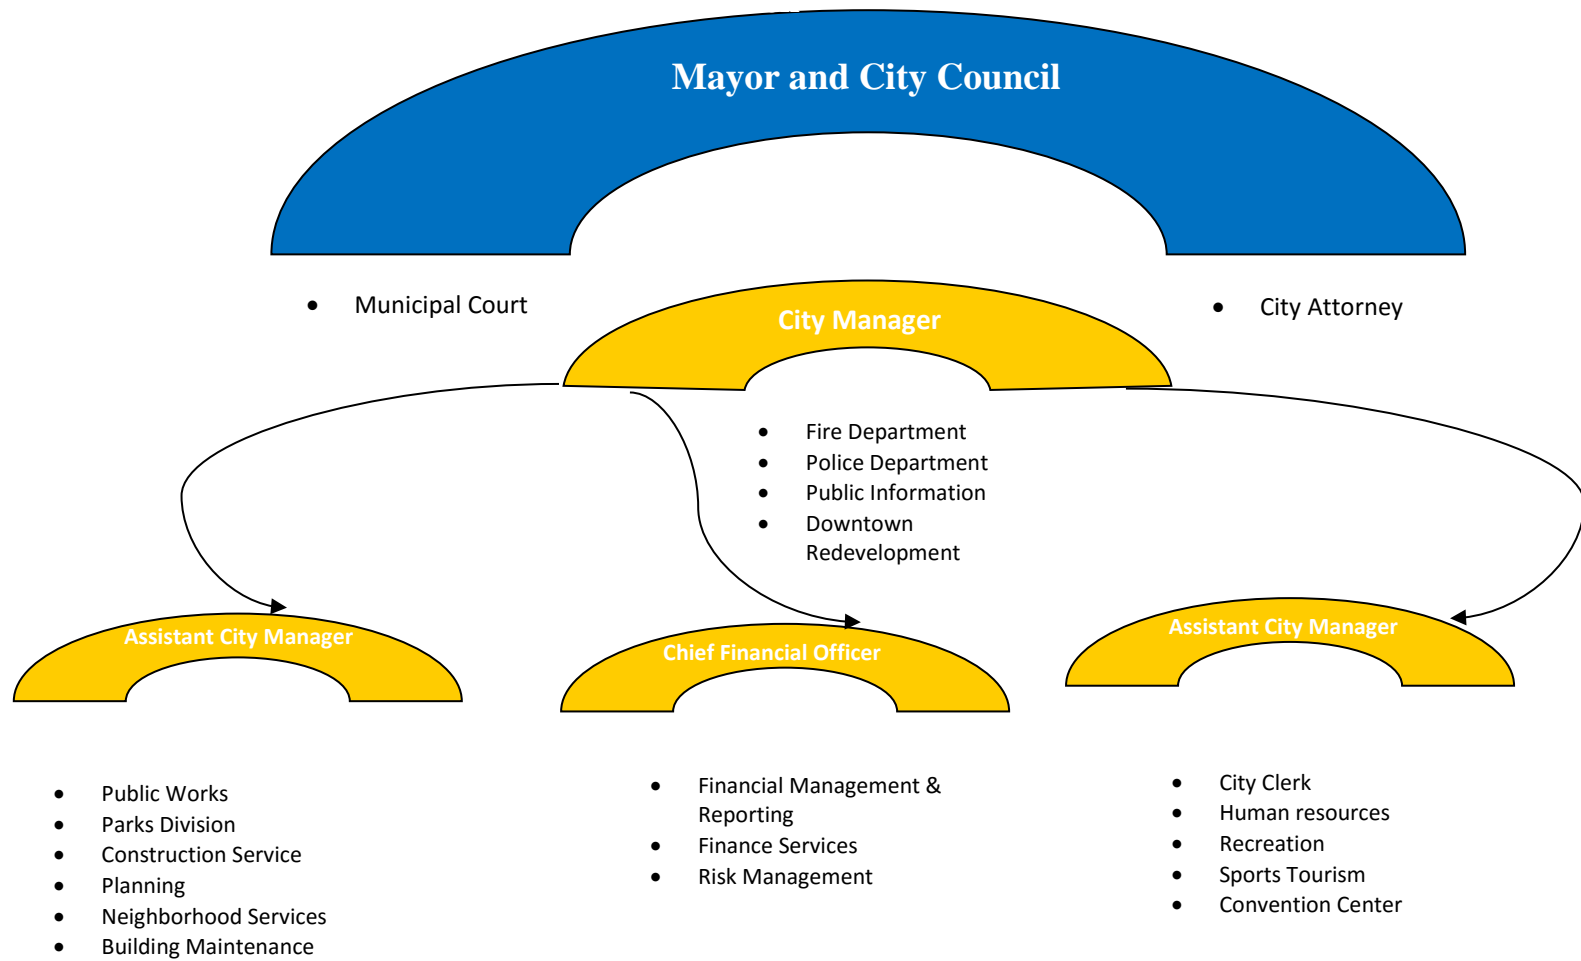 Mayor and City Council
• Municipal Court
City Manager
• City Attorney
• Fire Department
• Police Department
• Public Information
• Downtown
Redevelopment
Assistant City Manager
Chief Financial Officer
Assistant City Manager
• Public Works
• Parks Division
• Construction Service
• Planning
• Neighborhood Services
• Building Maintenance
• Financial Management &
Reporting
• Finance Services
• Risk Management
• City Clerk
• Human resources
• Recreation
• Sports Tourism
• Convention Center